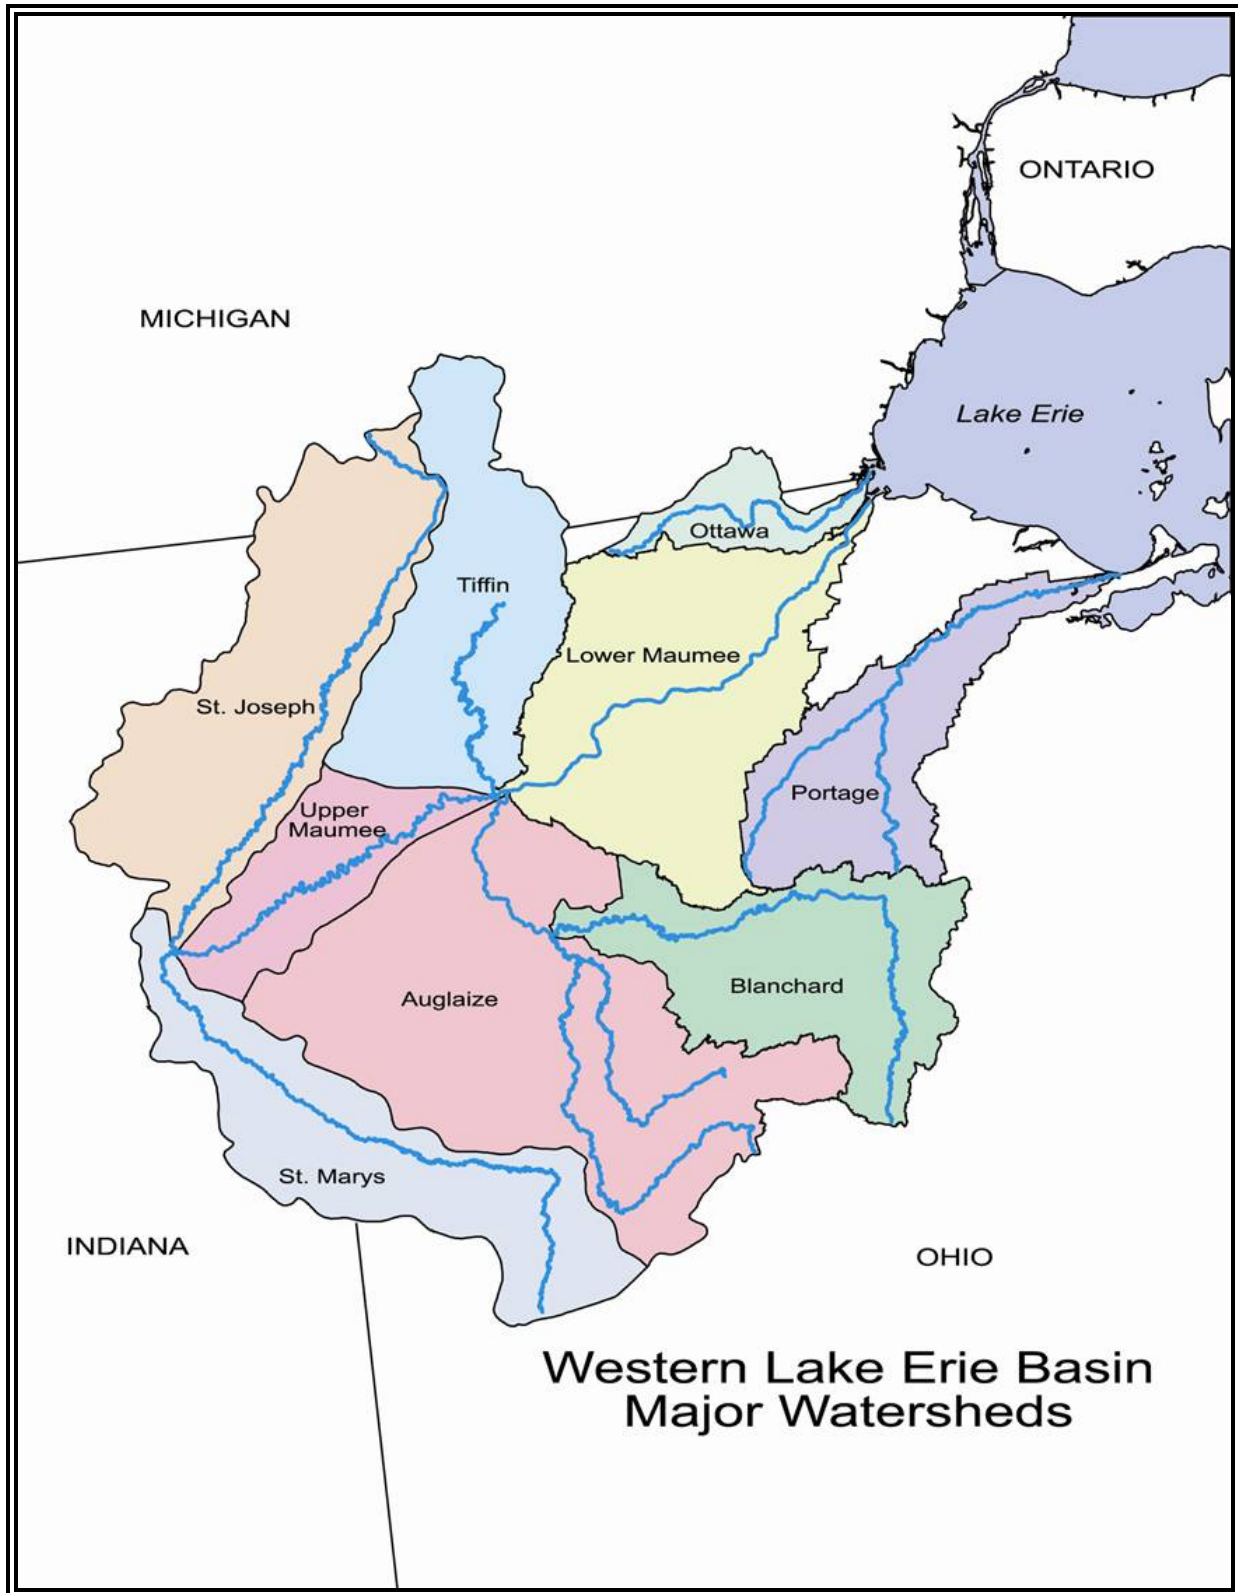 ONTARIO
MICHIGAN
Lake Erie
Ottawa
Tiffin
Lower Maumee
St. Joseph
Portage
Upper
Maumee
Blanchard
Auglaize
St. Marys
INDIANA
OHIO
Western Lake Erie Basin
Major Watersheds